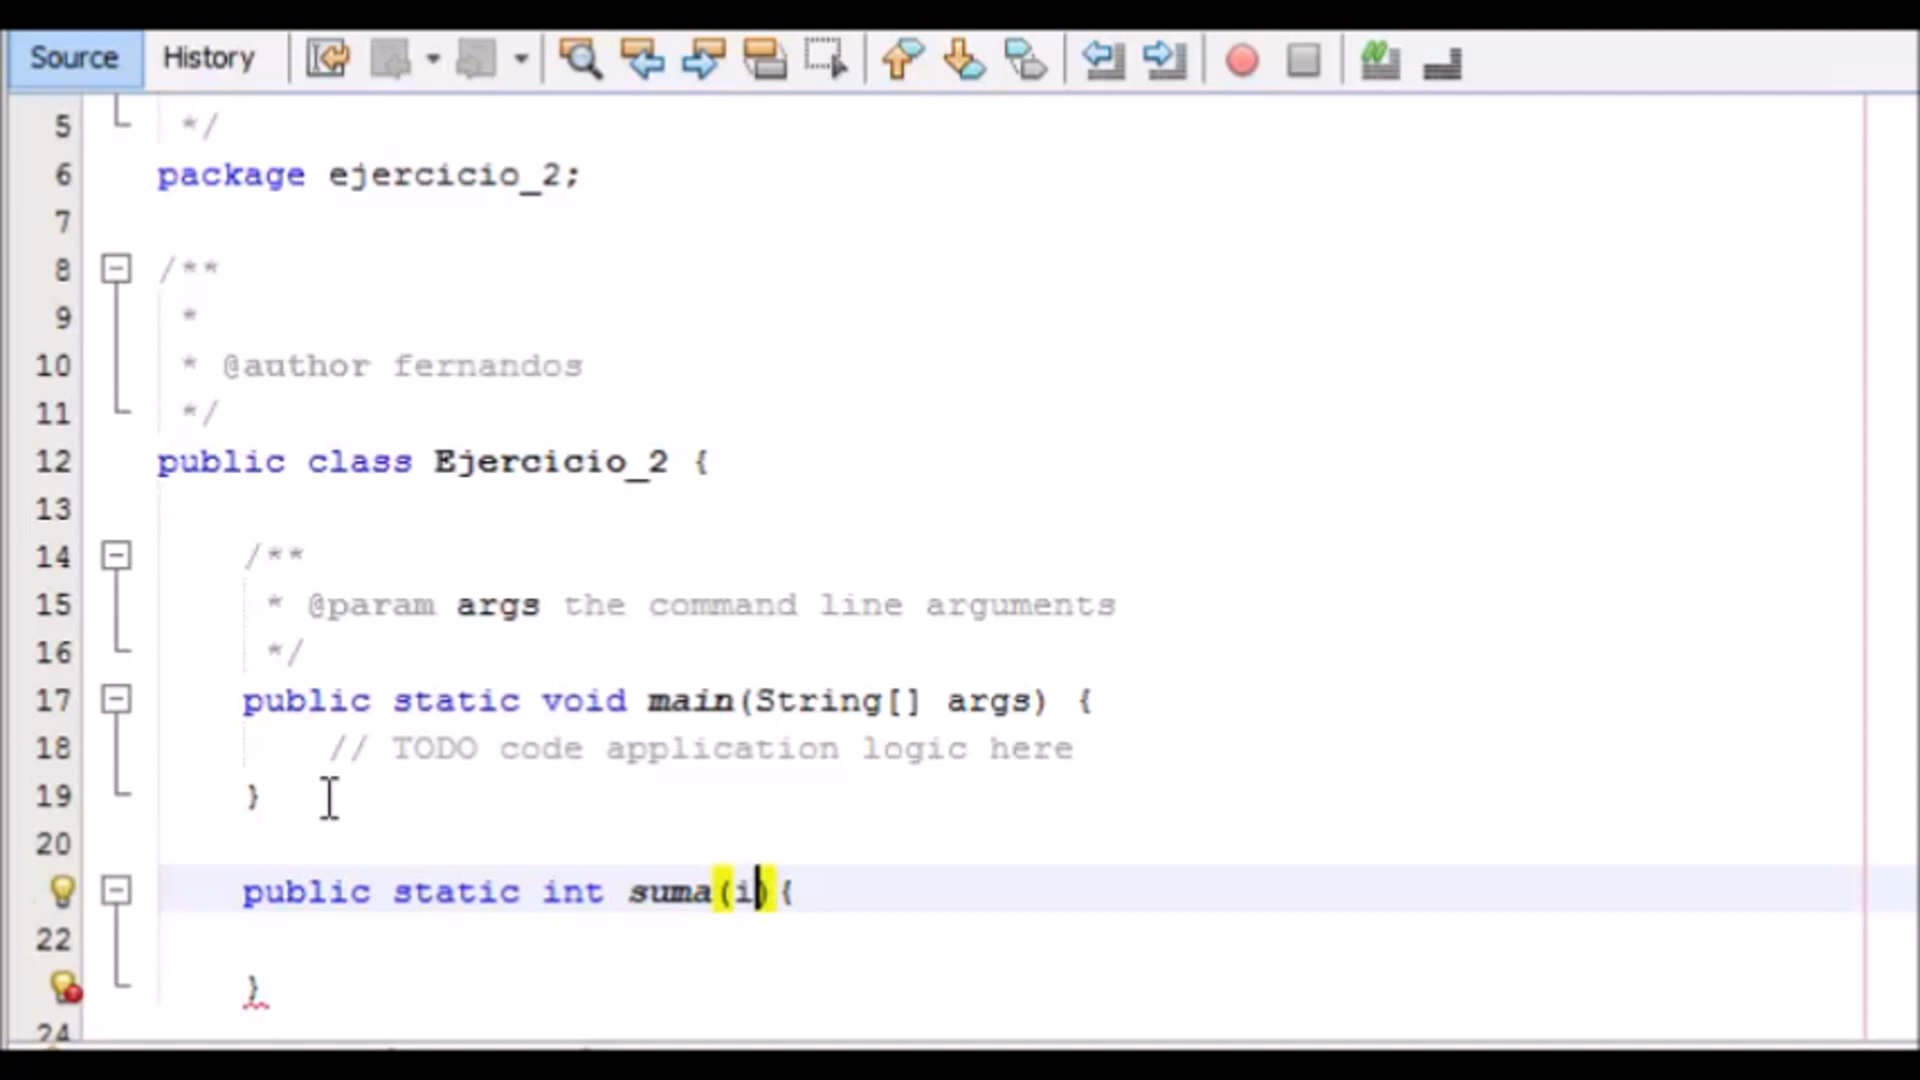 Source History
5 */
6 package ejercicio_2;
7
8 /**
9 *
10 * @author fernandos
11 */
12 public class Ejercicio_2 {
13
14 /**
15 * @param args the command line arguments
16 */
17 public static void main(String[] args) {
18 // TODO code application logic here
19 }
20
public static int suma(i){
22
}
24